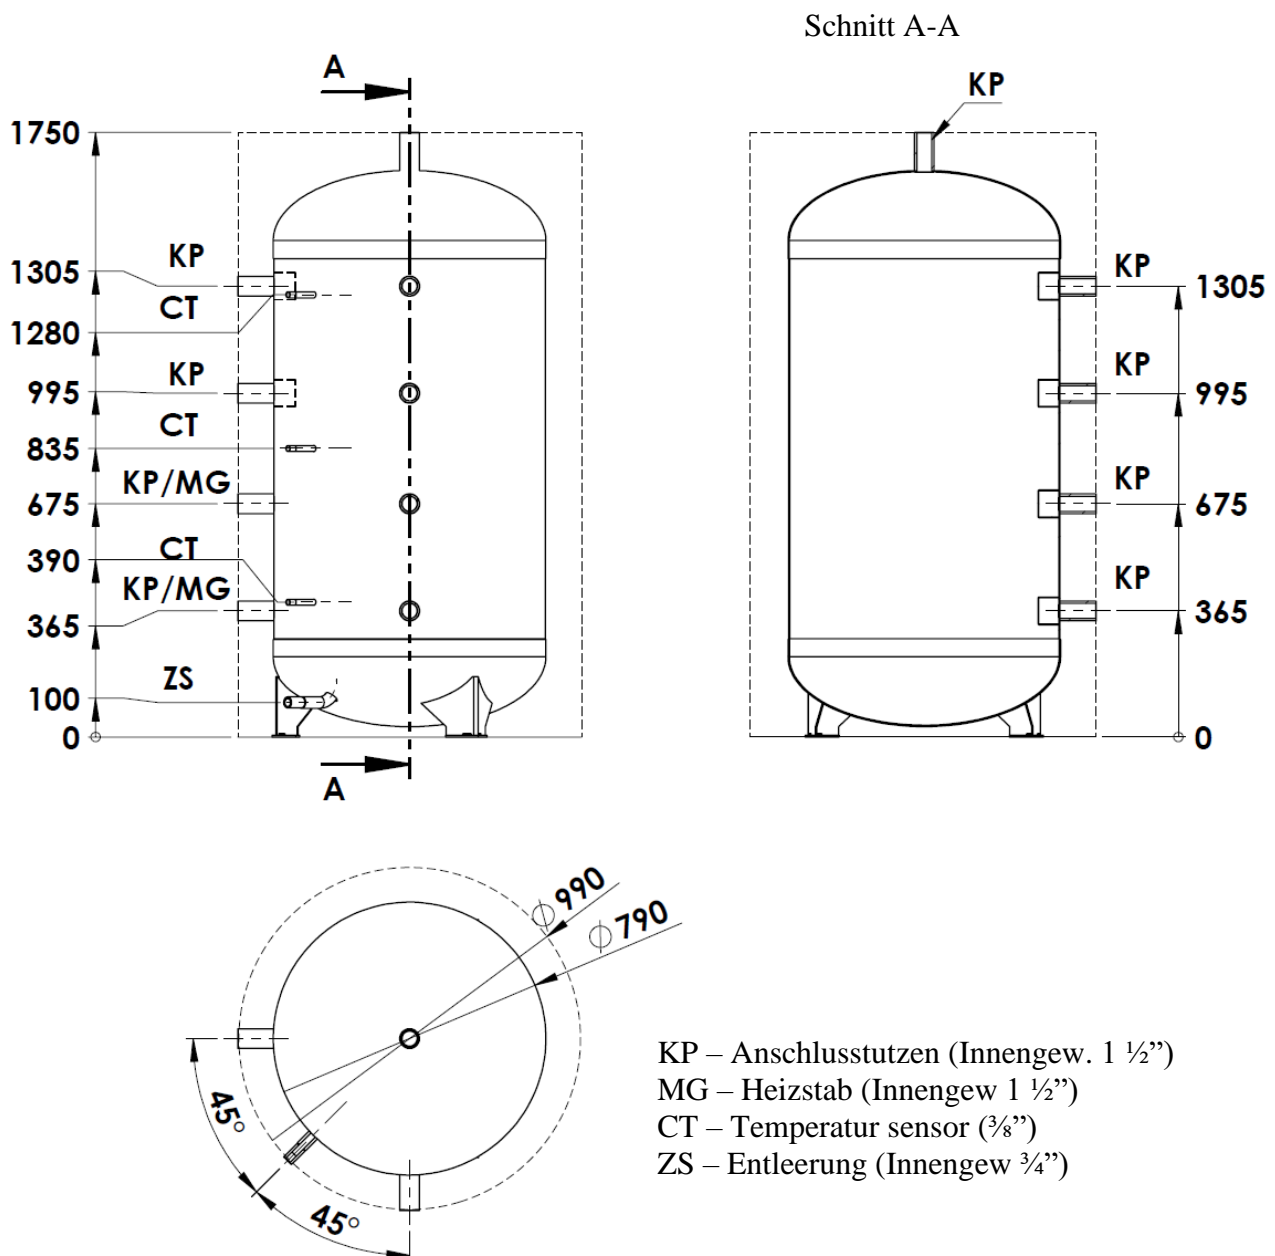 Schnitt A-A
A
KP
1750
KP
1305
CT
1280
KP
995
CT
835
KP/MG
675
CT
390
KP/MG
365
ZS
100
0
A
KP
1305
KP
995
KP
675
KP
365
0
990
790
45°
45°
KP – Anschlusstutzen (Innengew. 1 ½”)
MG – Heizstab (Innengew 1 ½”)
CT – Temperatur sensor (⅜”)
ZS – Entleerung (Innengew ¾”)